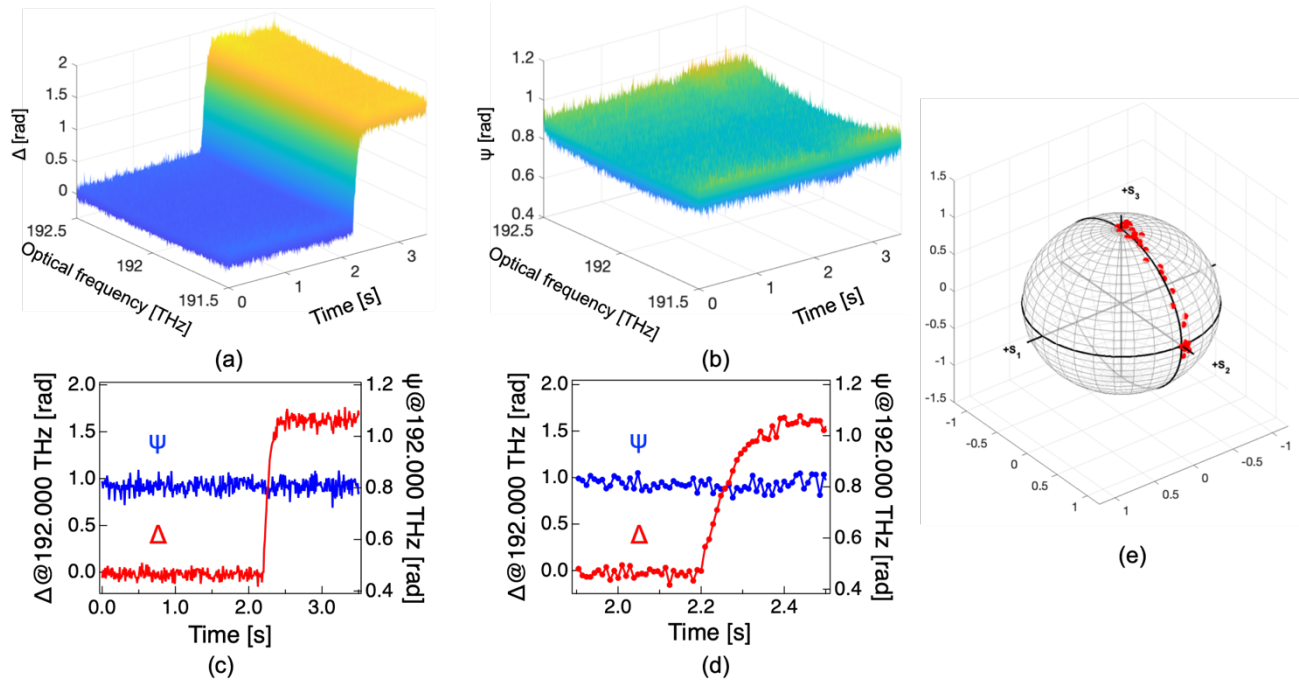 2
1.5
1
0.5
0
Δ [rad]
192.5
192
191.5
Optical frequency [THz]
0
1
2
3
Time [s]
(a)
1.2
1
0.8
0.6
0.4
ψ [rad]
192.5
192
191.5
Optical frequency [THz]
0
1
2
3
Time [s]
(b)
2.0
1.5
1.0
0.5
0.0
Δ@192.000 THz [rad]
ψ
Δ
1.2
1.0
0.8
0.6
0.4
Ψ@192.000 THz [rad]
0.0
1.0
2.0
3.0
Time [s]
(c)
2.0
1.5
1.0
0.5
0.0
Δ@192.000 THz [rad]
ψ
Δ
1.2
1.0
0.8
0.6
0.4
Ψ@192.000 THz [rad]
2.0
2.2
2.4
Time [s]
(d)
1.5
1
0.5
0
-0.5
-1
-1.5
+S3
+S1
+S2
-1
-0.5
0
0.5
1
1
0.5
0
-0.5
-1
(e)